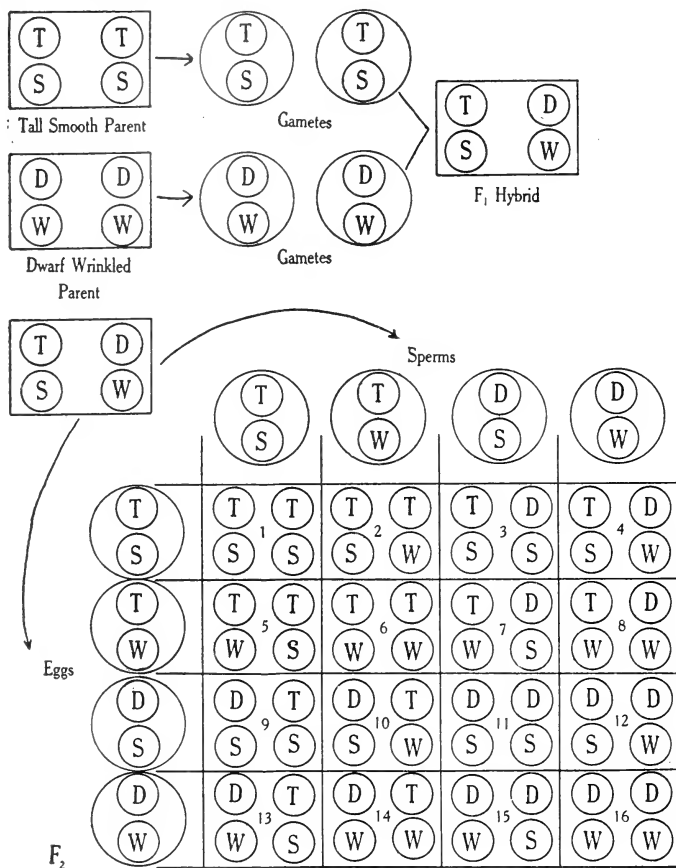 T T T T
S S S S
: Tall Smooth Parent
Gametes
T D
S W
F₁ Hybrid
D D D D
W W W W
Dwarf Wrinkled
Parent
Gametes
T D
S W
Sperms
T T D D
S W S W
T T T T T T D T D
1 2 3 4
S S S S W S S S W
T T T T T T D T D
5 6 7 8
W W S W W W S W W
Eggs
D D T D T D D D D
9 10 11 12
S S S S W S S S W
D D T D T D D D D
13 14 15 16
W W S W W W S W W
F₂